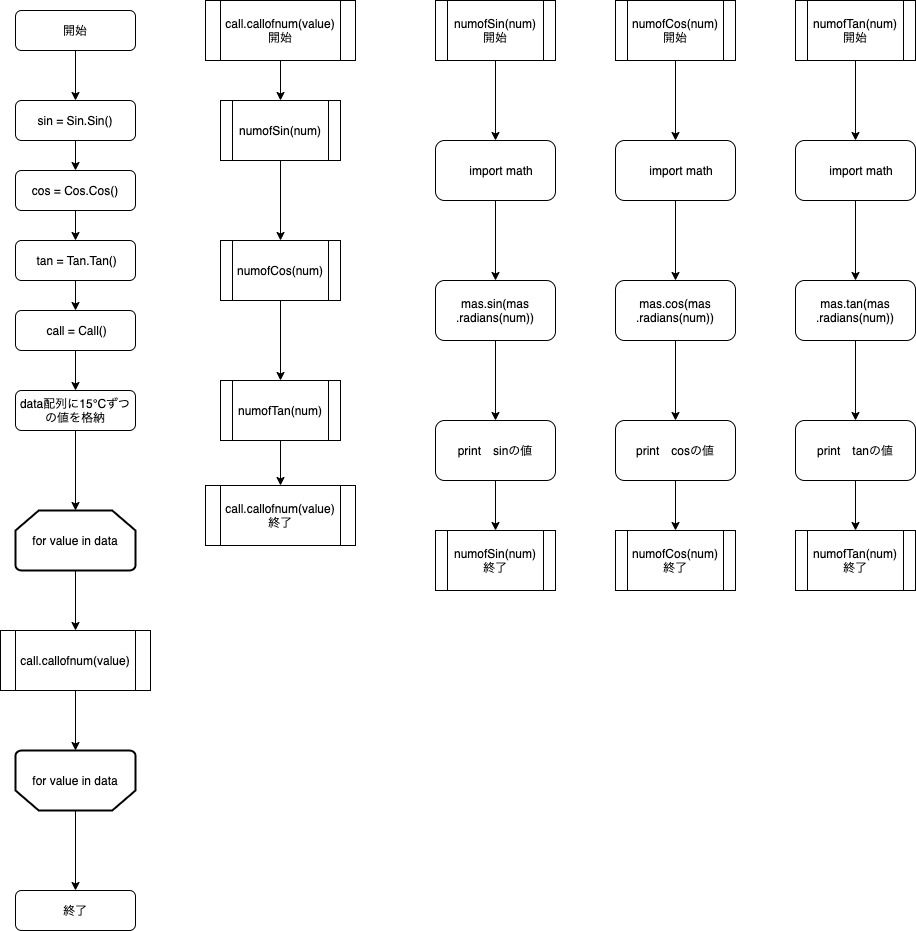 開始
sin = Sin.Sin()
cos = Cos.Cos()
tan = Tan.Tan()
call = Call()
data配列に15℃ずつ
の値を格納
for value in data
call.callofnum(value)
for value in data
終了
call.callofnum(value)
開始
numofSin(num)
numofCos(num)
numofTan(num)
call.callofnum(value)
終了
numofSin(num)
開始
import math
mas.sin(mas
.radians(num))
print　sinの値
numofSin(num)
終了
numofCos(num)
開始
import math
mas.cos(mas
.radians(num))
print　cosの値
numofCos(num)
終了
numofTan(num)
開始
import math
mas.tan(mas
.radians(num))
print　tanの値
numofTan(num)
終了